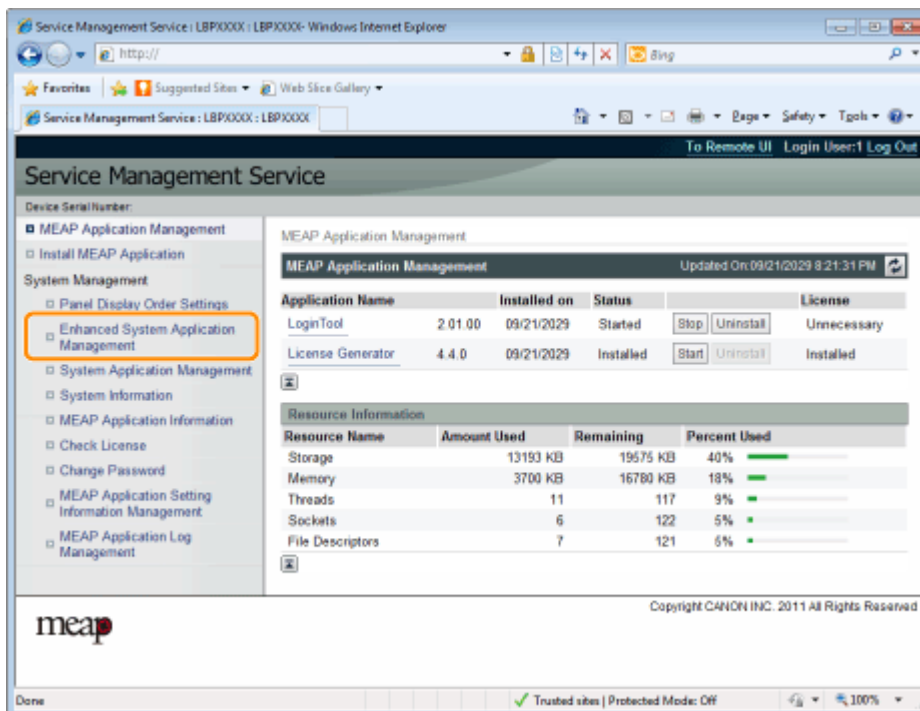 Service Management Service : LBPXXXX : LBPXXXX- Windows Internet Explorer
http://
Bing
Favorites Suggested Sites Web Slice Gallery
Service Management Service : LBPXXXX : LBPXXXX
Page Safety Tools
To Remote UI Login User:1 Log Out
Service Management Service
Device Serial Number:
MEAP Application Management
Install MEAP Application
System Management
Panel Display Order Settings
Enhanced System Application
Management
System Application Management
System Information
MEAP Application Information
Check License
Change Password
MEAP Application Setting
Information Management
MEAP Application Log
Management
MEAP Application Management
MEAP Application Management Updated On:09/21/2029 8:21:31 PM
Application Name Installed on Status License
LoginTool 2.01.00 09/21/2029 Started Stop Uninstall Unnecessary
License Generator 4.4.0 09/21/2029 Installed Start Uninstall Installed
Resource Information
Resource Name Amount Used Remaining Percent Used
Storage 13193 KB 19575 KB 40%
Memory 3700 KB 16780 KB 18%
Threads 11 117 9%
Sockets 6 122 5%
File Descriptors 7 121 6%
Copyright CANON INC. 2011 All Rights Reserved
meap
Done Trusted sites | Protected Mode: Off 100%